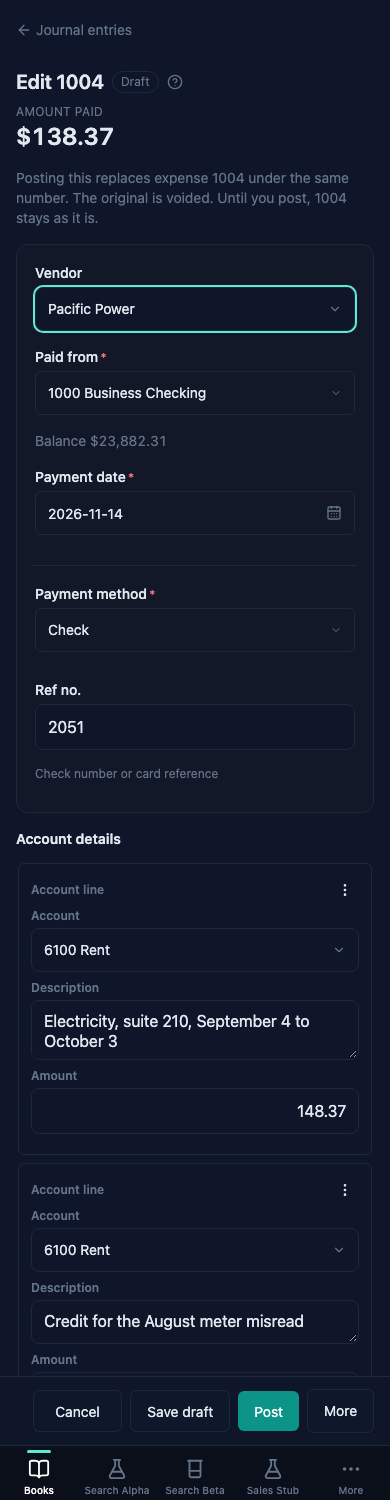 Journal entries
Edit 1004 Draft
AMOUNT PAID
$138.37
Posting this replaces expense 1004 under the same
number. The original is voided. Until you post, 1004
stays as it is.
Vendor
Pacific Power
Paid from *
1000 Business Checking
Balance $23,882.31
Payment date *
2026-11-14
Payment method *
Check
Ref no.
2051
Check number or card reference
Account details
Account line
Account
6100 Rent
Description
Electricity, suite 210, September 4 to
October 3
Amount
148.37
Account line
Account
6100 Rent
Description
Credit for the August meter misread
Amount
Cancel Save draft Post More
Books Search Alpha Search Beta Sales Stub More